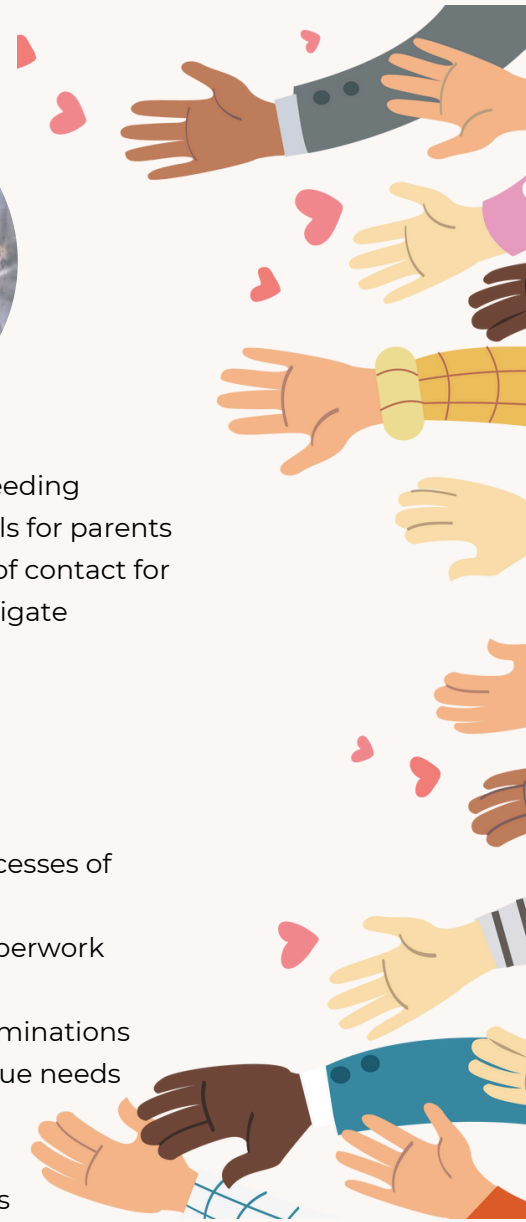 eeding
ls for parents
of contact for
igate
cesses of
perwork
minations
ue needs
s